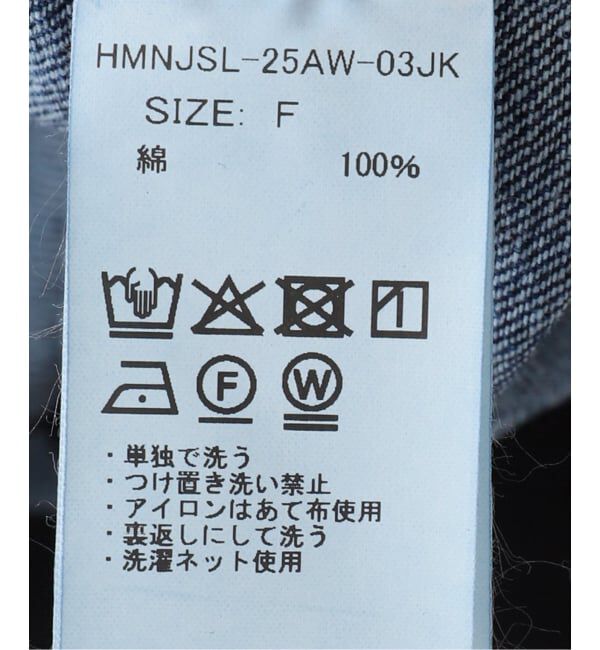 HMNJSL-25AW-03JK
SIZE: F
綿 100%
F W
・単独で洗う
・つけ置き洗い禁止
・アイロンはあて布使用
・裏返しにして洗う
・洗濯ネット使用